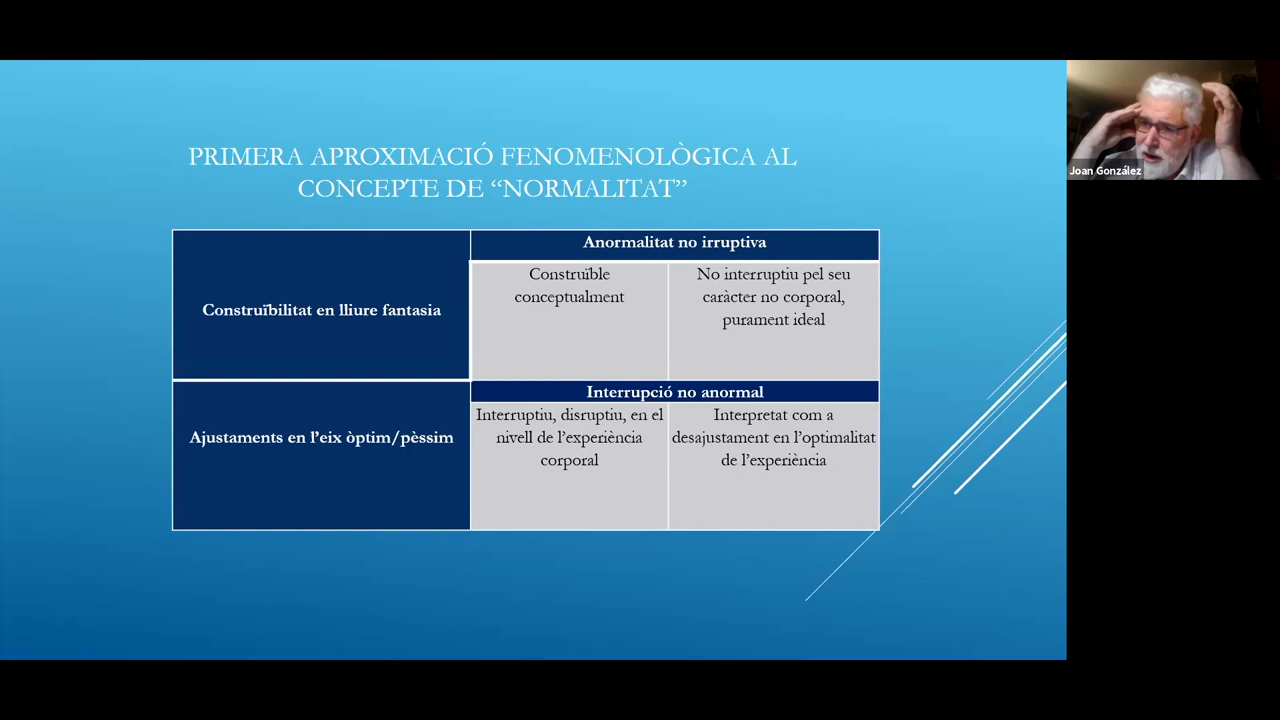 PRIMERA APROXIMACIÓ FENOMENOLÒGICA AL
CONCEPTE DE “NORMALITAT”
Construïbilitat en lliure fantasia
Anormalitat no irruptiva
Construïble
conceptualment
No interruptiu pel seu
caràcter no corporal,
purament ideal
Ajustaments en l’eix òptim/pèssim
Interrupció no anormal
Interruptiu, disruptiu, en el
nivell de l’experiència
corporal
Interpretat com a
desajustament en l’optimalitat
de l’experiència
Joan González